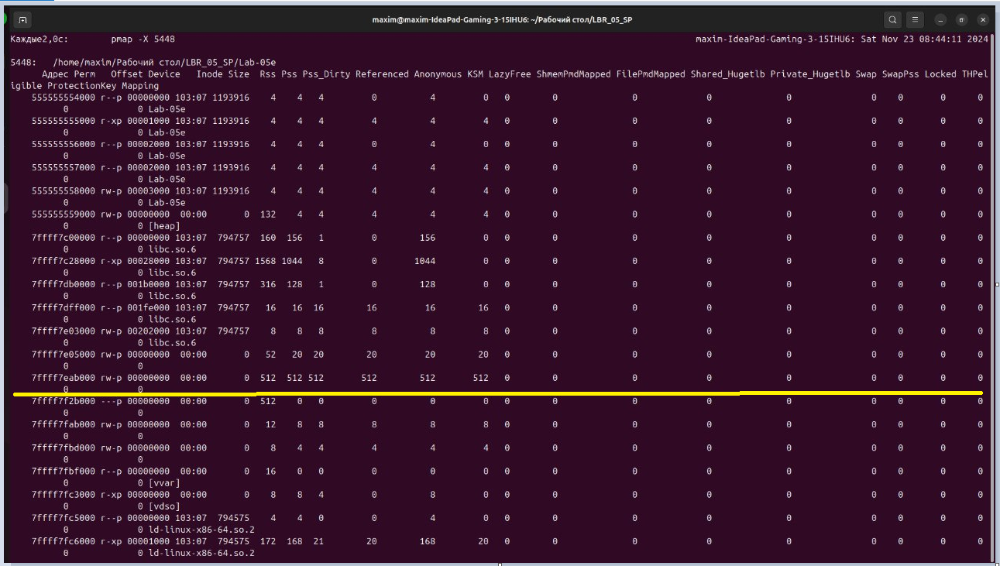 maxim@maxim-IdeaPad-Gaming-3-15IHU6: ~/Рабочий стол/LBR_05_SP
Каждые2,0с: pmap -X 5448 maxim-IdeaPad-Gaming-3-15IHU6: Sat Nov 23 08:44:11 2024
5448: /home/maxim/Рабочий стол/LBR_05_SP/Lab-05e
Адрес Perm Offset Device Inode Size Rss Pss Pss_Dirty Referenced Anonymous KSM LazyFree ShmemPmdMapped FilePmdMapped Shared_Hugetlb Private_Hugetlb Swap SwapPss Locked THPel
igible ProtectionKey Mapping
555555554000 r--p 00000000 103:07 1193916 4 4 4 0 4 0 0 0 0 0 0 0 0 0 0
0 0 Lab-05e
555555555000 r-xp 00001000 103:07 1193916 4 4 4 4 4 4 0 0 0 0 0 0 0 0 0
0 0 Lab-05e
555555556000 r--p 00002000 103:07 1193916 4 4 4 0 4 0 0 0 0 0 0 0 0 0 0
0 0 Lab-05e
555555557000 r--p 00002000 103:07 1193916 4 4 4 4 4 4 0 0 0 0 0 0 0 0 0
0 0 Lab-05e
555555558000 rw-p 00003000 103:07 1193916 4 4 4 4 4 4 0 0 0 0 0 0 0 0 0
0 0 Lab-05e
555555559000 rw-p 00000000 00:00 0 132 4 4 4 4 4 0 0 0 0 0 0 0 0 0
0 0 [heap]
7ffff7c00000 r--p 00000000 103:07 794757 160 156 1 0 156 0 0 0 0 0 0 0 0 0 0
0 0 libc.so.6
7ffff7c28000 r-xp 00028000 103:07 794757 1568 1044 8 0 1044 0 0 0 0 0 0 0 0 0 0
0 0 libc.so.6
7ffff7db0000 r--p 001b0000 103:07 794757 316 128 1 0 128 0 0 0 0 0 0 0 0 0 0
0 0 libc.so.6
7ffff7dff000 r--p 001fe000 103:07 794757 16 16 16 16 16 16 0 0 0 0 0 0 0 0 0
0 0 libc.so.6
7ffff7e03000 rw-p 00202000 103:07 794757 8 8 8 8 8 8 0 0 0 0 0 0 0 0 0
0 0 libc.so.6
7ffff7e05000 rw-p 00000000 00:00 0 52 20 20 20 20 20 0 0 0 0 0 0 0 0 0
0 0
7ffff7eab000 rw-p 00000000 00:00 0 512 512 512 512 512 512 0 0 0 0 0 0 0 0 0
0 0
7ffff7f2b000 ---p 00000000 00:00 0 512 0 0 0 0 0 0 0 0 0 0 0 0 0 0
0 0
7ffff7fab000 rw-p 00000000 00:00 0 12 8 8 8 8 8 0 0 0 0 0 0 0 0 0
0 0
7ffff7fbd000 rw-p 00000000 00:00 0 8 4 4 4 4 4 0 0 0 0 0 0 0 0 0
0 0
7ffff7fbf000 r--p 00000000 00:00 0 16 0 0 0 0 0 0 0 0 0 0 0 0 0 0
0 0 [vvar]
7ffff7fc3000 r-xp 00000000 00:00 0 8 8 4 0 8 0 0 0 0 0 0 0 0 0 0
0 0 [vdso]
7ffff7fc5000 r--p 00000000 103:07 794575 4 4 0 0 4 0 0 0 0 0 0 0 0 0 0
0 0 ld-linux-x86-64.so.2
7ffff7fc6000 r-xp 00001000 103:07 794575 172 168 21 20 168 20 0 0 0 0 0 0 0 0 0
0 0 ld-linux-x86-64.so.2